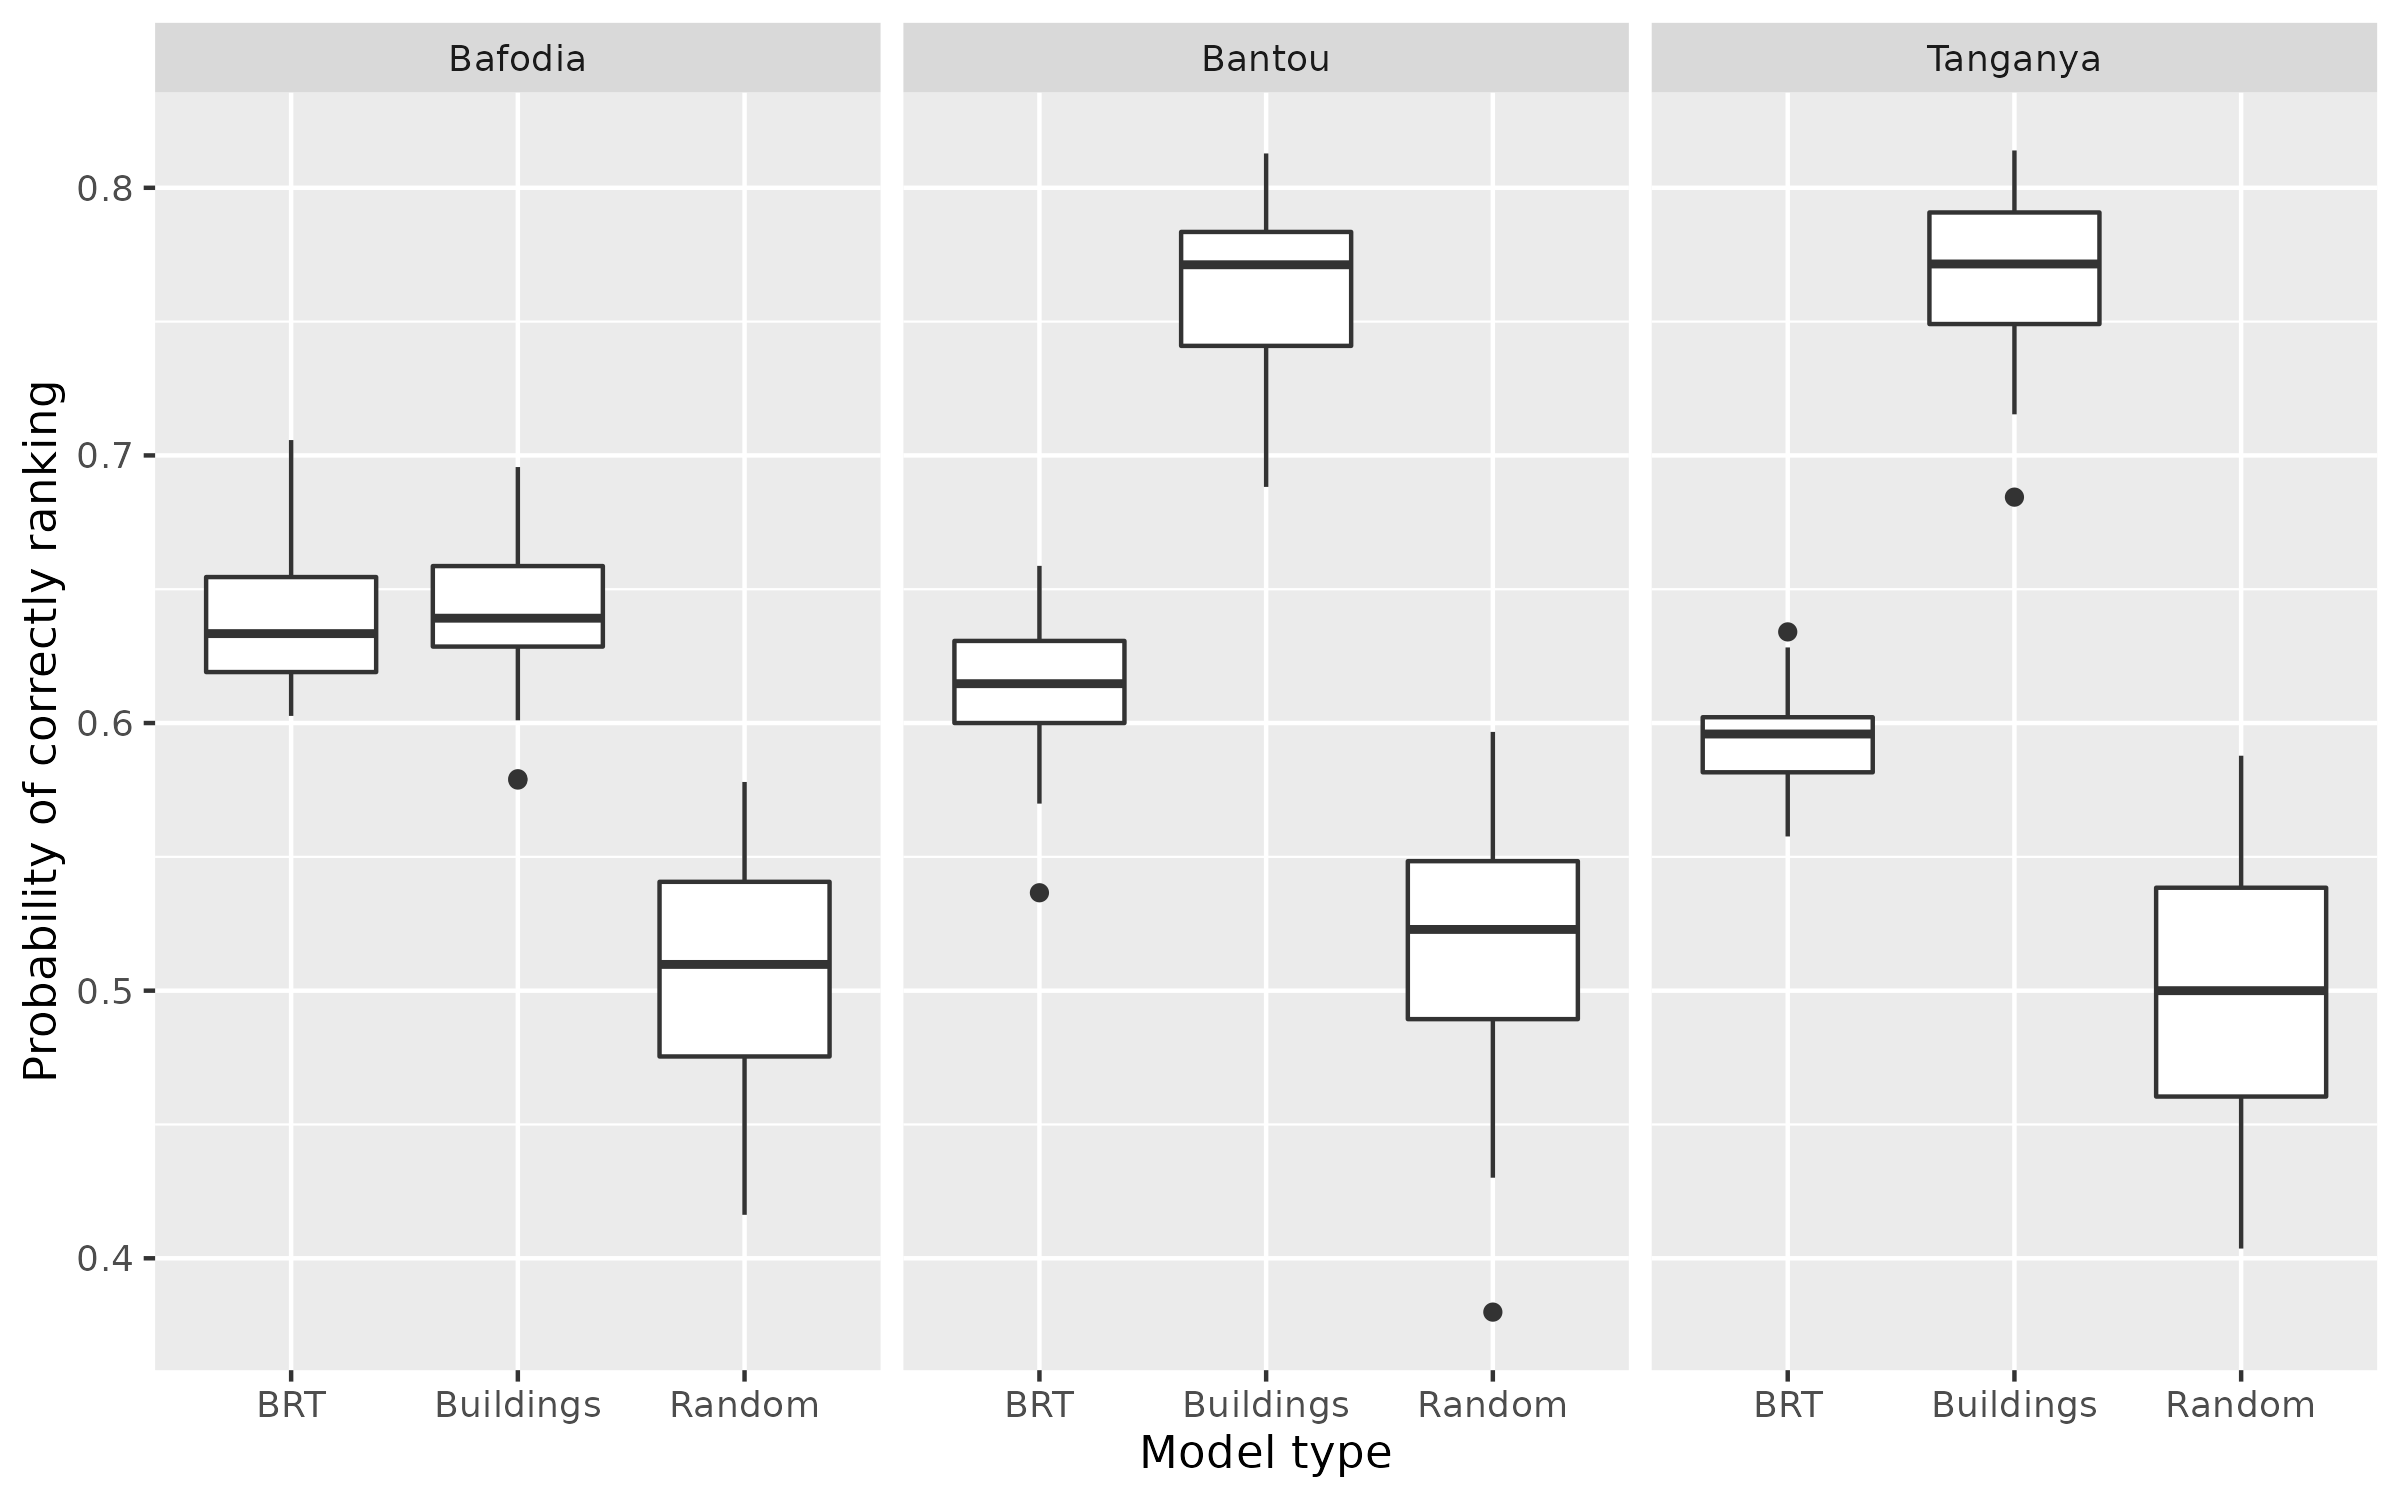 Bafodia Bantou Tanganya
Probability of correctly ranking
0.8
0.7
0.6
0.5
0.4
BRT Buildings Random BRT Buildings Random BRT Buildings Random
Model type